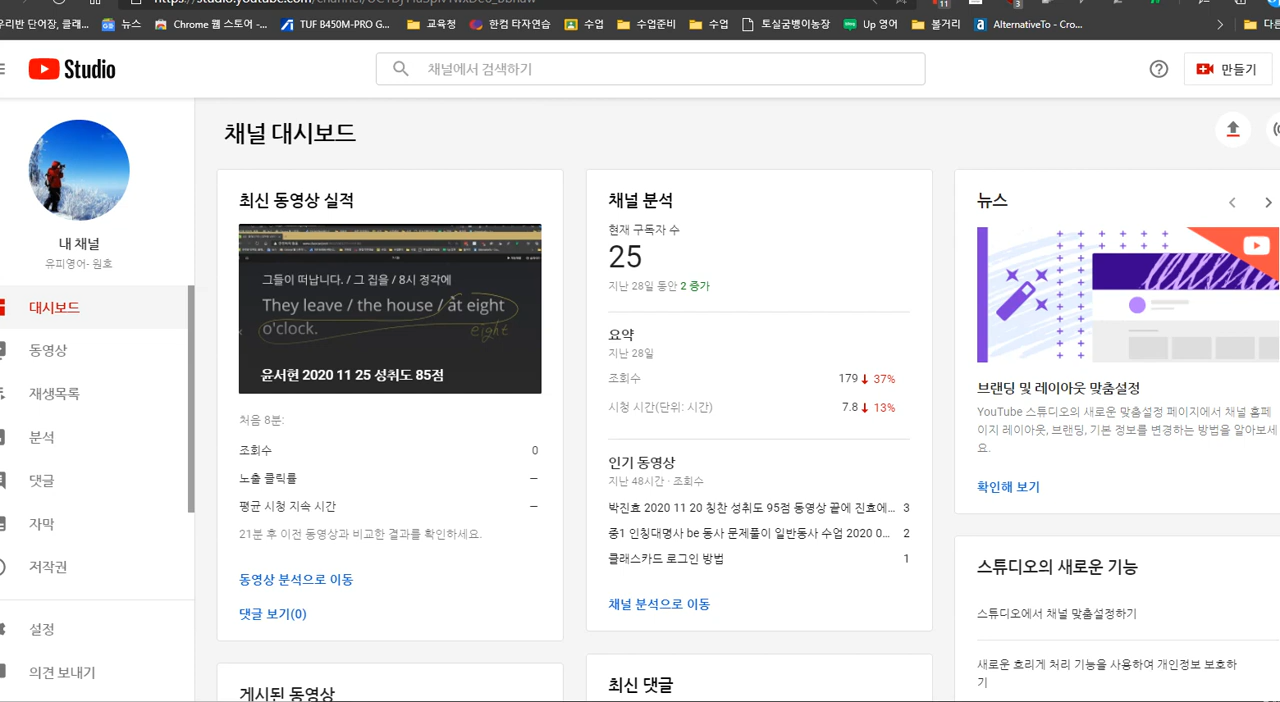 우리반 단어장, 클래...
뉴스
Chrome 웹 스토어 -...
TUF B450M-PRO G...
교육청
한컴 타자연습
수업
수업준비
수업
토실공병등장장
Up 영어
볼거리
AlternativeTo - Cro...
다른
Studio
채널에서 검색하기
만들기
내 채널
유피영어- 원호
대시보드
동영상
재생목록
분석
댓글
자막
저작권
설정
의견 보내기
채널 대시보드
최신 동영상 실적
그들이 떠납니다. / 그 집을 / 8시 정각에
They leave / the house / at eight
o'clock.
eight
윤서현 2020 11 25 성취도 85점
처음 8분:
조회수 0
노출 클릭률 –
평균 시청 지속 시간 –
21분 후 이전 동영상과 비교한 결과를 확인하세요.
동영상 분석으로 이동
댓글 보기(0)
게시된 동영상
채널 분석
현재 구독자 수
25
지난 28일 동안 2 증가
요약
지난 28일
조회수 179 ↓ 37%
시청 시간(단위: 시간) 7.8 ↓ 13%
인기 동영상
지난 48시간 · 조회수
박진효 2020 11 20 칭찬 성취도 95점 동영상 끝에 진효에... 3
중1 인칭대명사 be 동사 문제풀이 일반동사 수업 2020 0... 2
클래스카드 로그인 방법 1
채널 분석으로 이동
최신 댓글
뉴스
브랜딩 및 레이아웃 맞춤설정
YouTube 스튜디오의 새로운 맞춤설정 페이지에서 채널 홈페
이지 레이아웃, 브랜딩, 기본 정보를 변경하는 방법을 알아보세
요.
확인해 보기
스튜디오의 새로운 기능
스튜디오에서 채널 맞춤설정하기
새로운 흐리게 처리 기능을 사용하여 개인정보 보호하
기